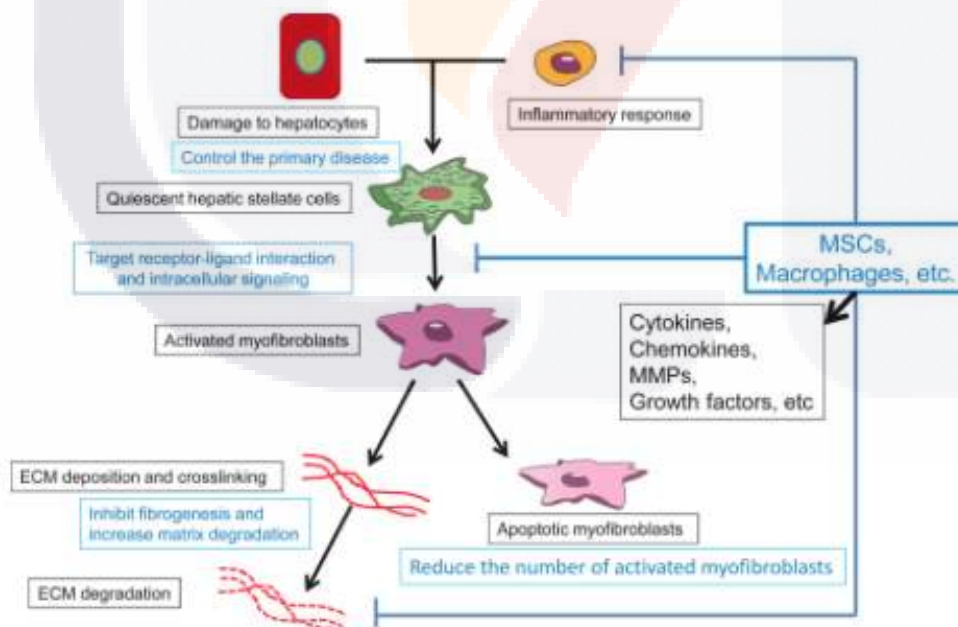 Damage to hepatocytes
Inflammatory response
Control the primary disease
Quiescent hepatic stellate cells
Target receptor-ligand interaction
and intracellular signaling
MSCs,
Macrophages, etc.
Activated myofibroblasts
Cytokines,
Chemokines,
MMPs,
Growth factors, etc
ECM deposition and crosslinking
Inhibit fibrogenesis and
increase matrix degradation
Apoptotic myofibroblasts
Reduce the number of activated myofibroblasts
ECM degradation